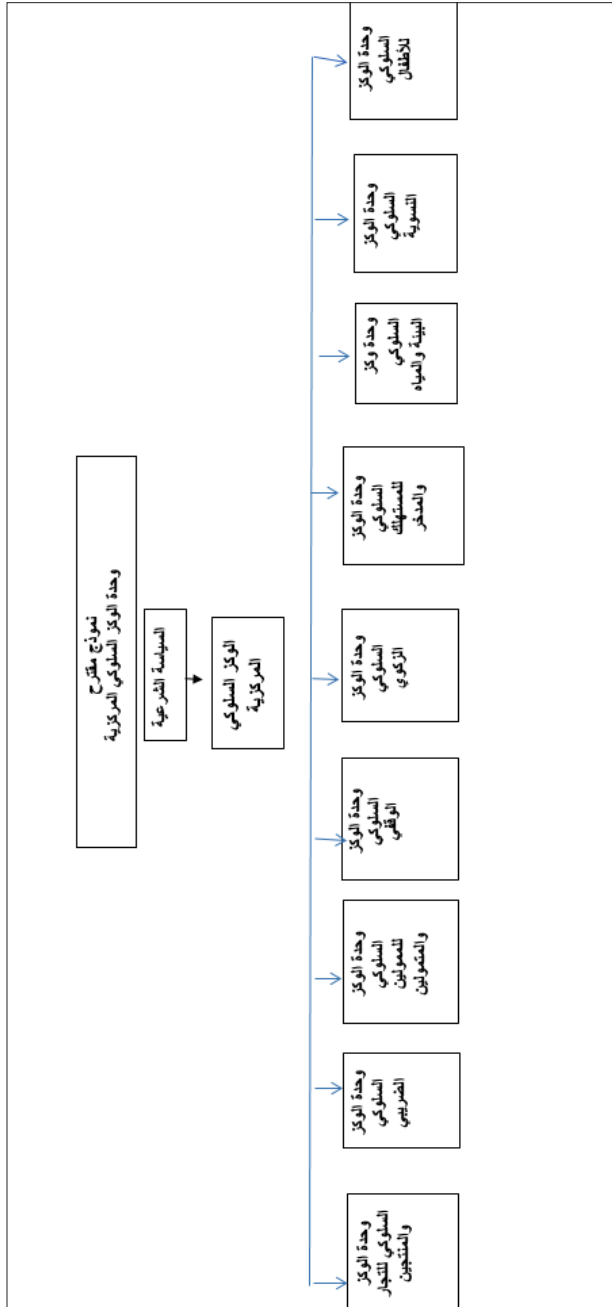 نموذج مقترح
وحدة الوكز السلوكي المركزية
السياسة الشرعية
الوكز السلوكي
المركزية
وحدة الوكز
السلوكي
للأطفال
وحدة الوكز
السلوكي
النسوية
وحدة وكز
السلوكي
البيئة والمياه
وحدة الوكز
السلوكي
للمستهلك
والمدخر
وحدة الوكز
السلوكي
الزكوي
وحدة الوكز
السلوكي
الوقفي
وحدة الوكز
السلوكي
للممولين
والمتمولين
وحدة الوكز
السلوكي
الضريبي
وحدة الوكز
السلوكي للتجار
والمنتجين